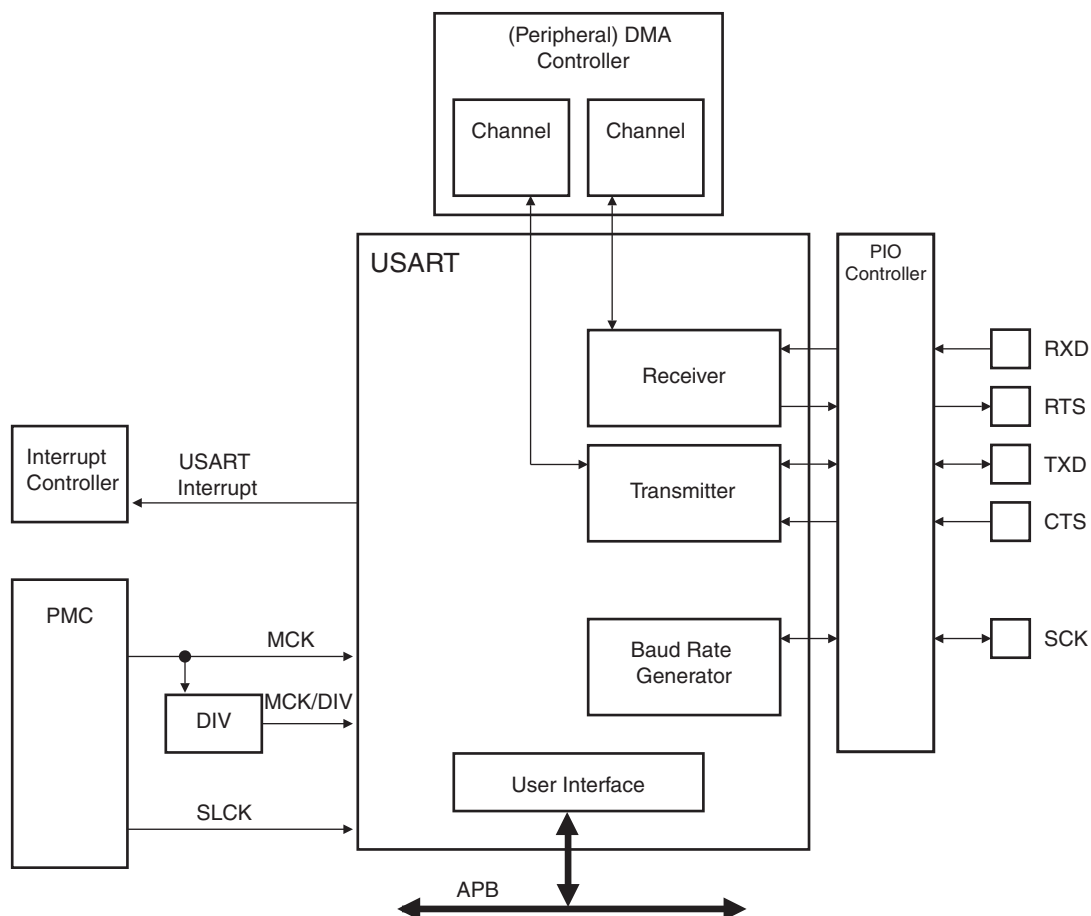 (Peripheral) DMA
Controller
Channel
Channel
USART
PIO
Controller
Receiver
RXD
RTS
Interrupt
Controller
USART
Interrupt
Transmitter
TXD
CTS
PMC
MCK
Baud Rate
Generator
SCK
DIV
MCK/DIV
User Interface
SLCK
APB